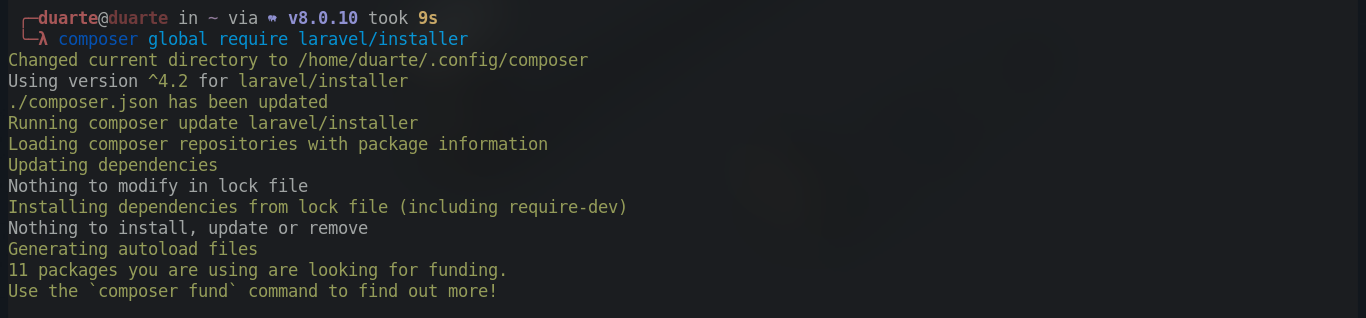 ╭─duarte@duarte in ~ via 🐘 v8.0.10 took 9s
╰─λ composer global require laravel/installer
Changed current directory to /home/duarte/.config/composer
Using version ^4.2 for laravel/installer
./composer.json has been updated
Running composer update laravel/installer
Loading composer repositories with package information
Updating dependencies
Nothing to modify in lock file
Installing dependencies from lock file (including require-dev)
Nothing to install, update or remove
Generating autoload files
11 packages you are using are looking for funding.
Use the `composer fund` command to find out more!